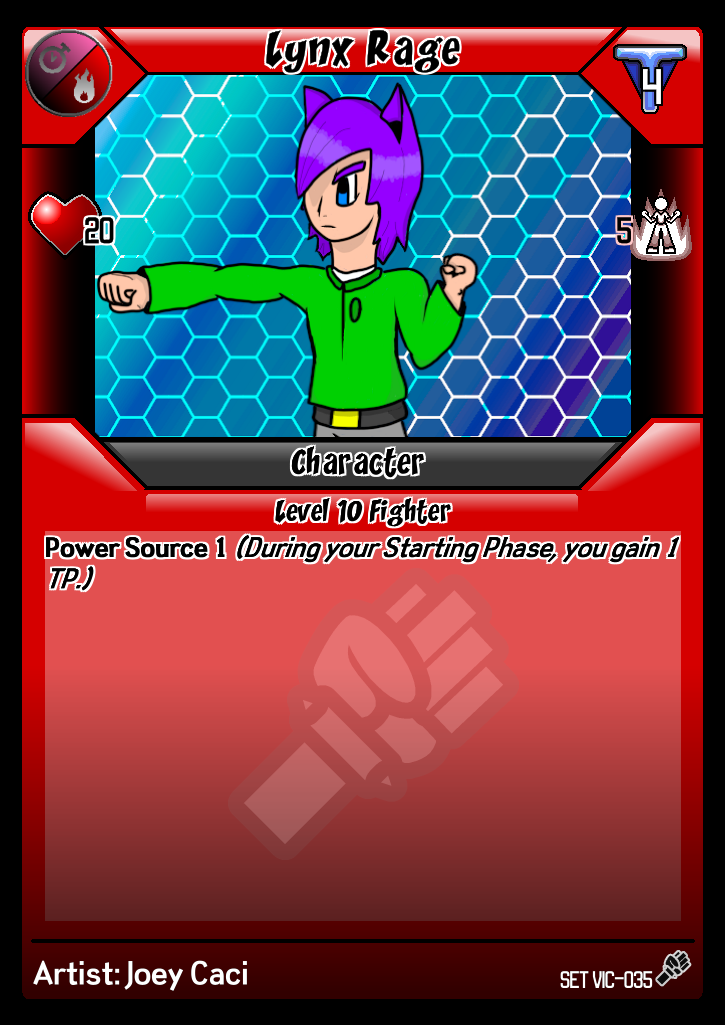 Lynx Rage
T
4
20
5
Character
Level 10 Fighter
Power Source 1 (During your Starting Phase, you gain 1
TP.)
Artist: Joey Caci
SET VIC-035